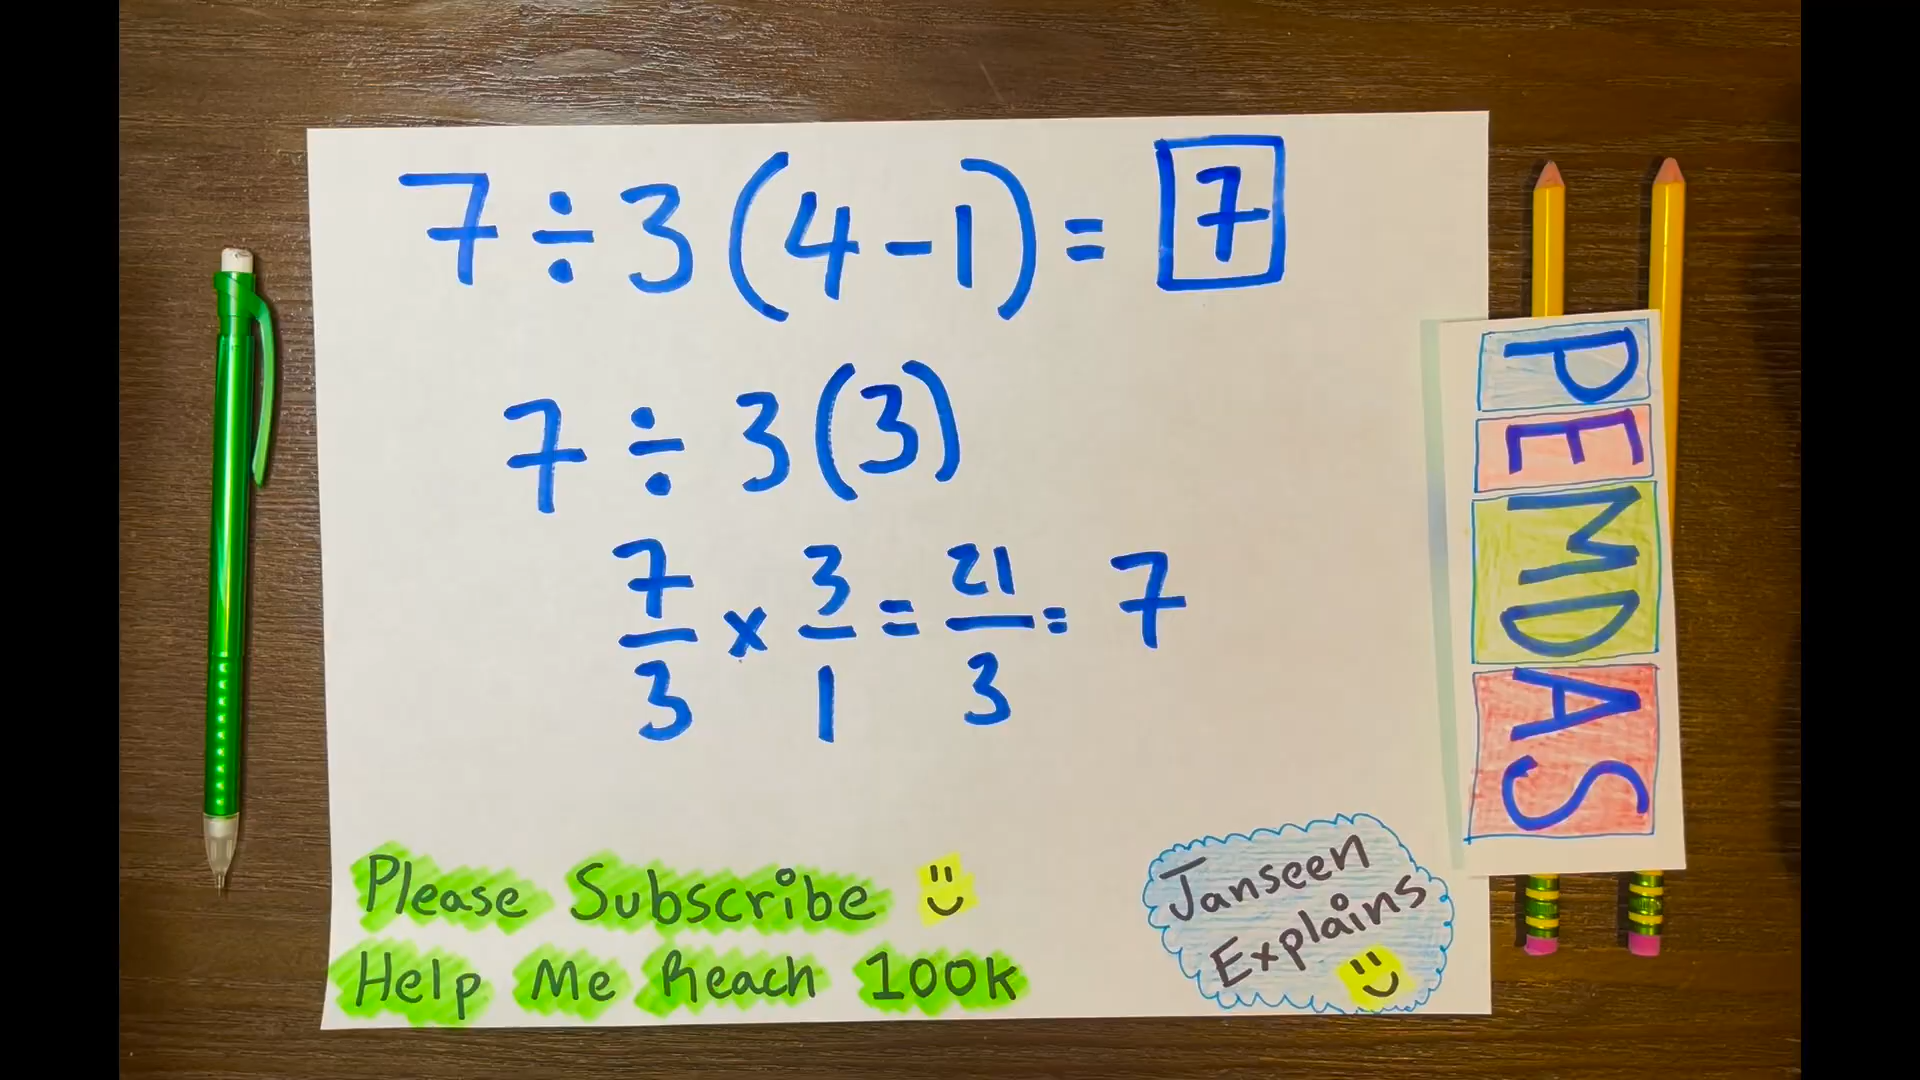 7 ÷ 3 (4 - 1) = 7
7 ÷ 3 (3)
7/3 × 3/1 = 21/3 = 7
PEMDAS
Please Subscribe
Help Me Reach 100K
Janseen
Explains